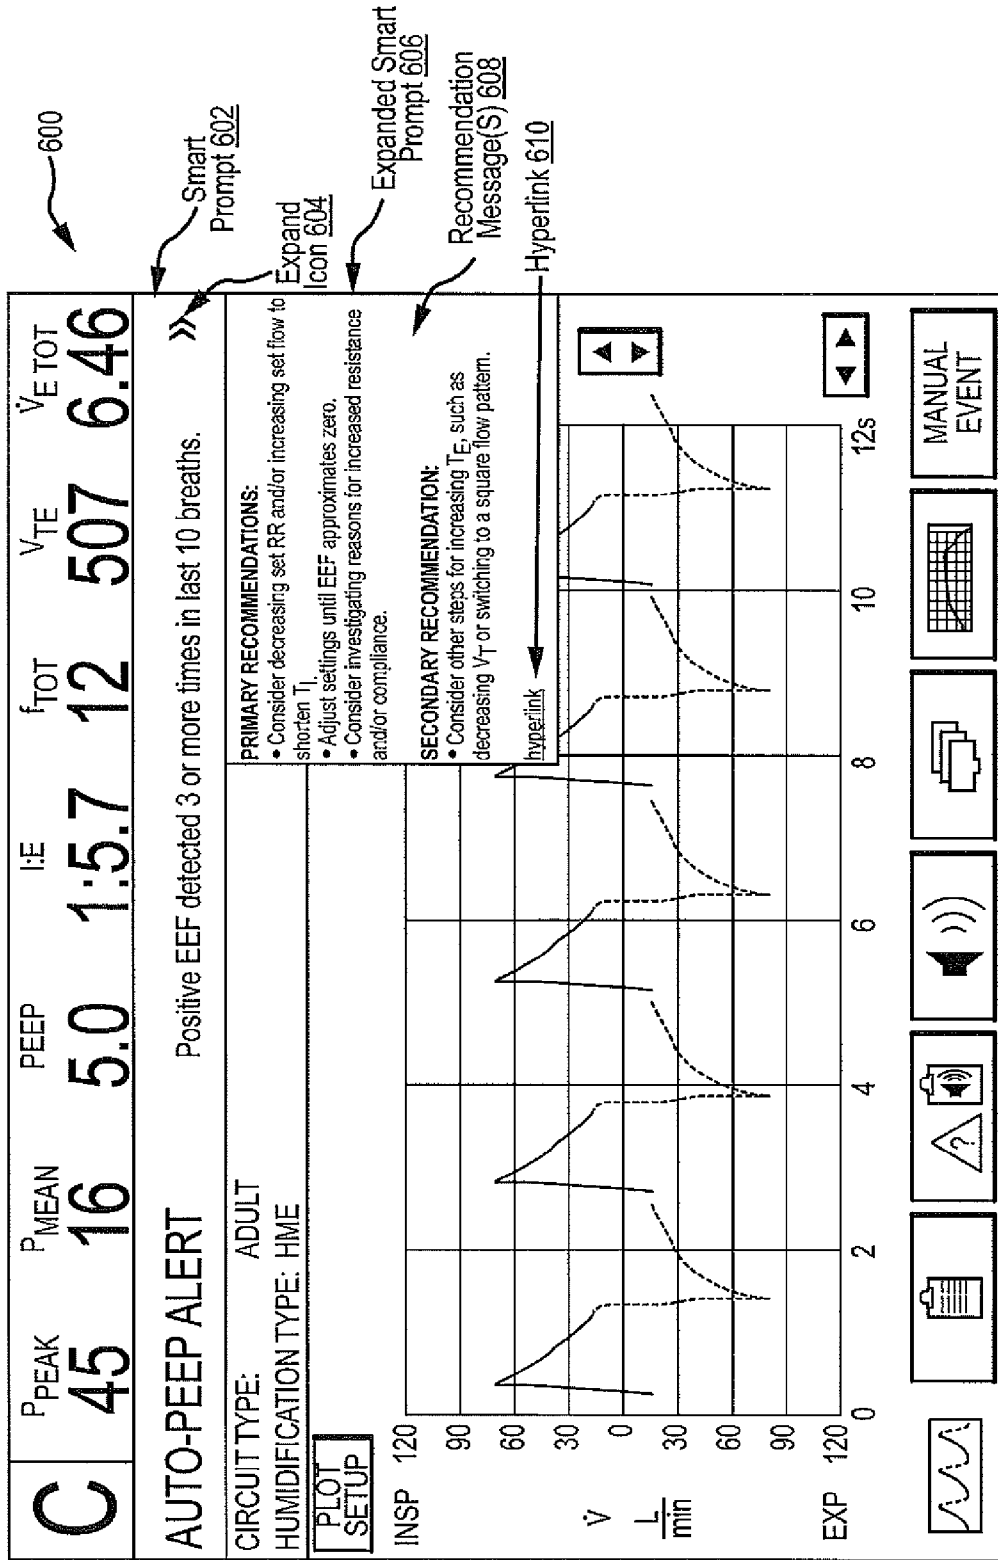 600
C
PPEAK PMEAN PEEP I:E fTOT VTE V̇E TOT
45 16 5.0 1:5.7 12 507 6.46
AUTO-PEEP ALERT
Positive EEF detected 3 or more times in last 10 breaths.
»
Smart
Prompt 602
Expand
Icon 604
CIRCUIT TYPE: ADULT
HUMIDIFICATION TYPE: HME
PRIMARY RECOMMENDATIONS:
• Consider decreasing set RR and/or increasing set flow to
shorten TI.
• Adjust settings until EEF approximates zero.
• Consider investigating reasons for increased resistance
and/or compliance.
SECONDARY RECOMMENDATION:
• Consider other steps for increasing TE, such as
decreasing VT or switching to a square flow pattern.
hyperlink
Expanded Smart
Prompt 606
Recommendation
Message(S) 608
Hyperlink 610
PLOT
SETUP
INSP
120
90
60
30
0
30
60
90
120
V̇
L
min
EXP
0 2 4 6 8 10 12s
?
MANUAL
EVENT